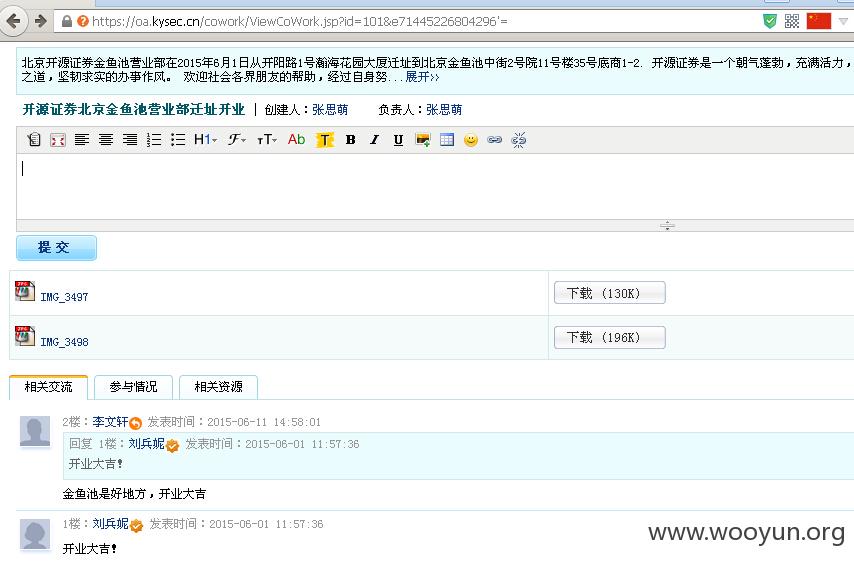 https://oa.kysec.cn/cowork/ViewCoWork.jsp?id=101&e71445226804296'=
北京开源证券金鱼池营业部在2015年6月1日从开阳路1号瀚海花园大厦迁址到北京金鱼池中街2号院11号楼35号底商1-2. 开源证券是一个朝气蓬勃，充满活力，
之道，坚韧求实的办事作风。 欢迎社会各界朋友的帮助，经过自身努...展开>>
开源证券北京金鱼池营业部迁址开业 | 创建人：张思萌 负责人：张思萌
H1 F TT Ab T B I U
提 交
IMG_3497 下载 (130K)
IMG_3498 下载 (196K)
相关交流 参与情况 相关资源
2楼：李文轩 发表时间：2015-06-11 14:58:01
回复 1楼：刘兵妮 发表时间：2015-06-01 11:57:36
开业大吉！
金鱼池是好地方，开业大吉
1楼：刘兵妮 发表时间：2015-06-01 11:57:36
开业大吉！
www.wooyun.org